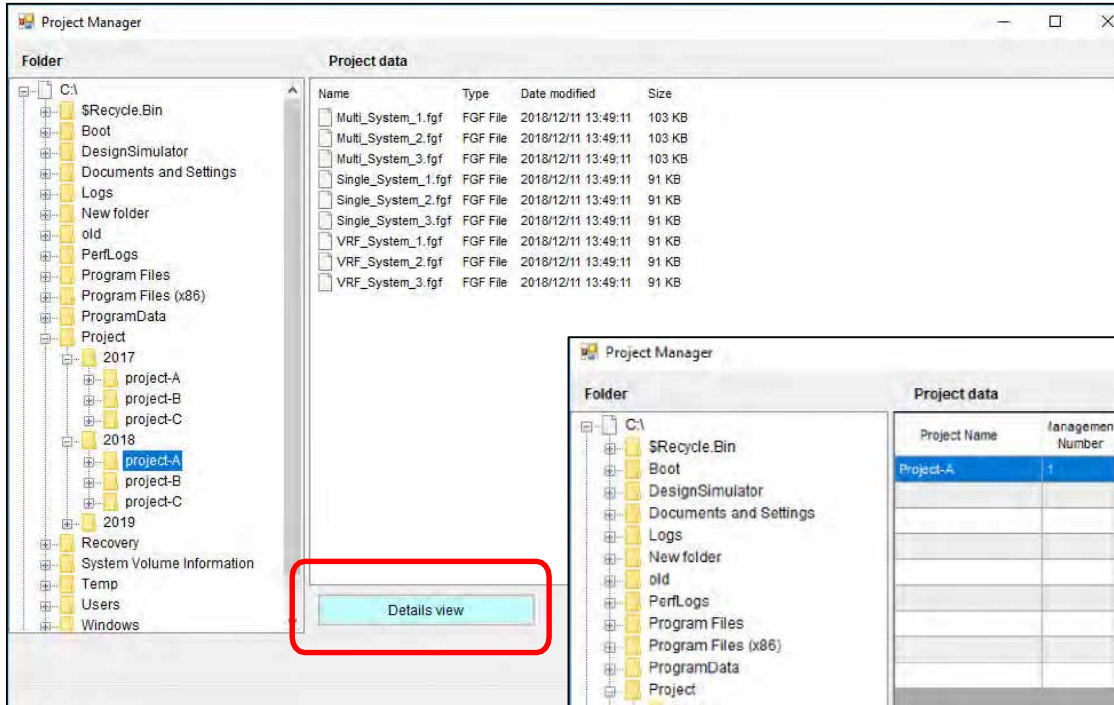 Project Manager
Folder
Project data
C:\
$Recycle.Bin
Boot
DesignSimulator
Documents and Settings
Logs
New folder
old
PerfLogs
Program Files
Program Files (x86)
ProgramData
Project
2017
project-A
project-B
project-C
2018
project-A
project-B
project-C
2019
Recovery
System Volume Information
Temp
Users
Windows
Name Type Date modified Size
Multi_System_1.fgf FGF File 2018/12/11 13:49:11 103 KB
Multi_System_2.fgf FGF File 2018/12/11 13:49:11 103 KB
Multi_System_3.fgf FGF File 2018/12/11 13:49:11 103 KB
Single_System_1.fgf FGF File 2018/12/11 13:49:11 91 KB
Single_System_2.fgf FGF File 2018/12/11 13:49:11 91 KB
Single_System_3.fgf FGF File 2018/12/11 13:49:11 91 KB
VRF_System_1.fgf FGF File 2018/12/11 13:49:11 91 KB
VRF_System_2.fgf FGF File 2018/12/11 13:49:11 91 KB
VRF_System_3.fgf FGF File 2018/12/11 13:49:11 91 KB
Details view
Project Manager
Folder
Project data
C:\
$Recycle.Bin
Boot
DesignSimulator
Documents and Settings
Logs
New folder
old
PerfLogs
Program Files
Program Files (x86)
ProgramData
Project
Project Name
Number
Project-A 1